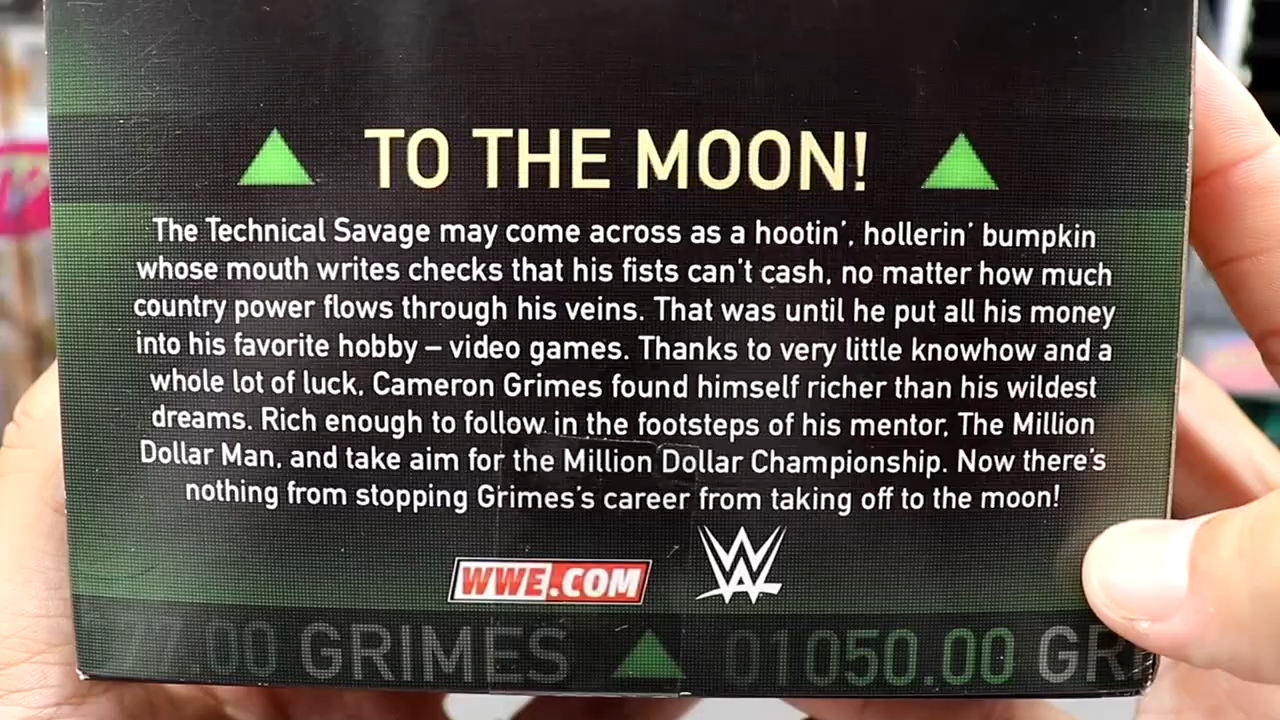 TO THE MOON!
The Technical Savage may come across as a hootin', hollerin' bumpkin
whose mouth writes checks that his fists can't cash, no matter how much
country power flows through his veins. That was until he put all his money
into his favorite hobby – video games. Thanks to very little knowhow and a
whole lot of luck, Cameron Grimes found himself richer than his wildest
dreams. Rich enough to follow in the footsteps of his mentor, The Million
Dollar Man, and take aim for the Million Dollar Championship. Now there's
nothing from stopping Grimes's career from taking off to the moon!
WWE.COM W
.00 GRIMES 01050.00 GRI